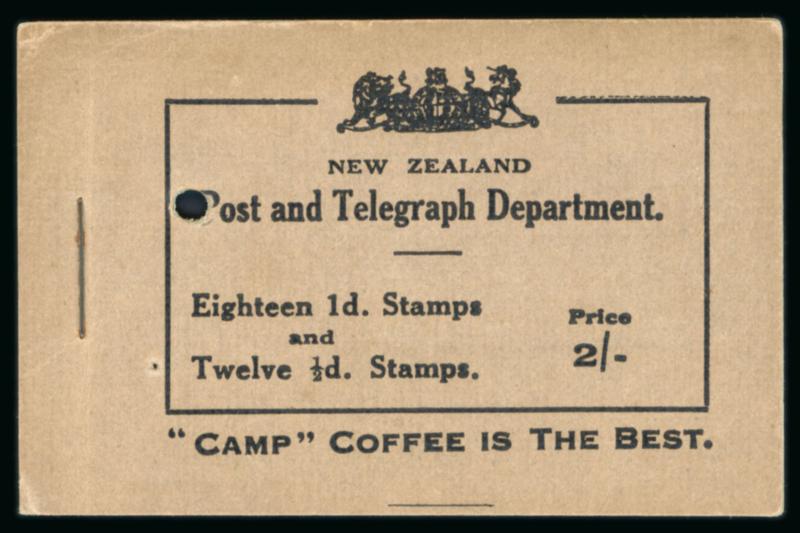 NEW ZEALAND
Post and Telegraph Department.
Eighteen 1d. Stamps
and
Twelve ½d. Stamps.
Price
2/-
"CAMP" COFFEE IS THE BEST.